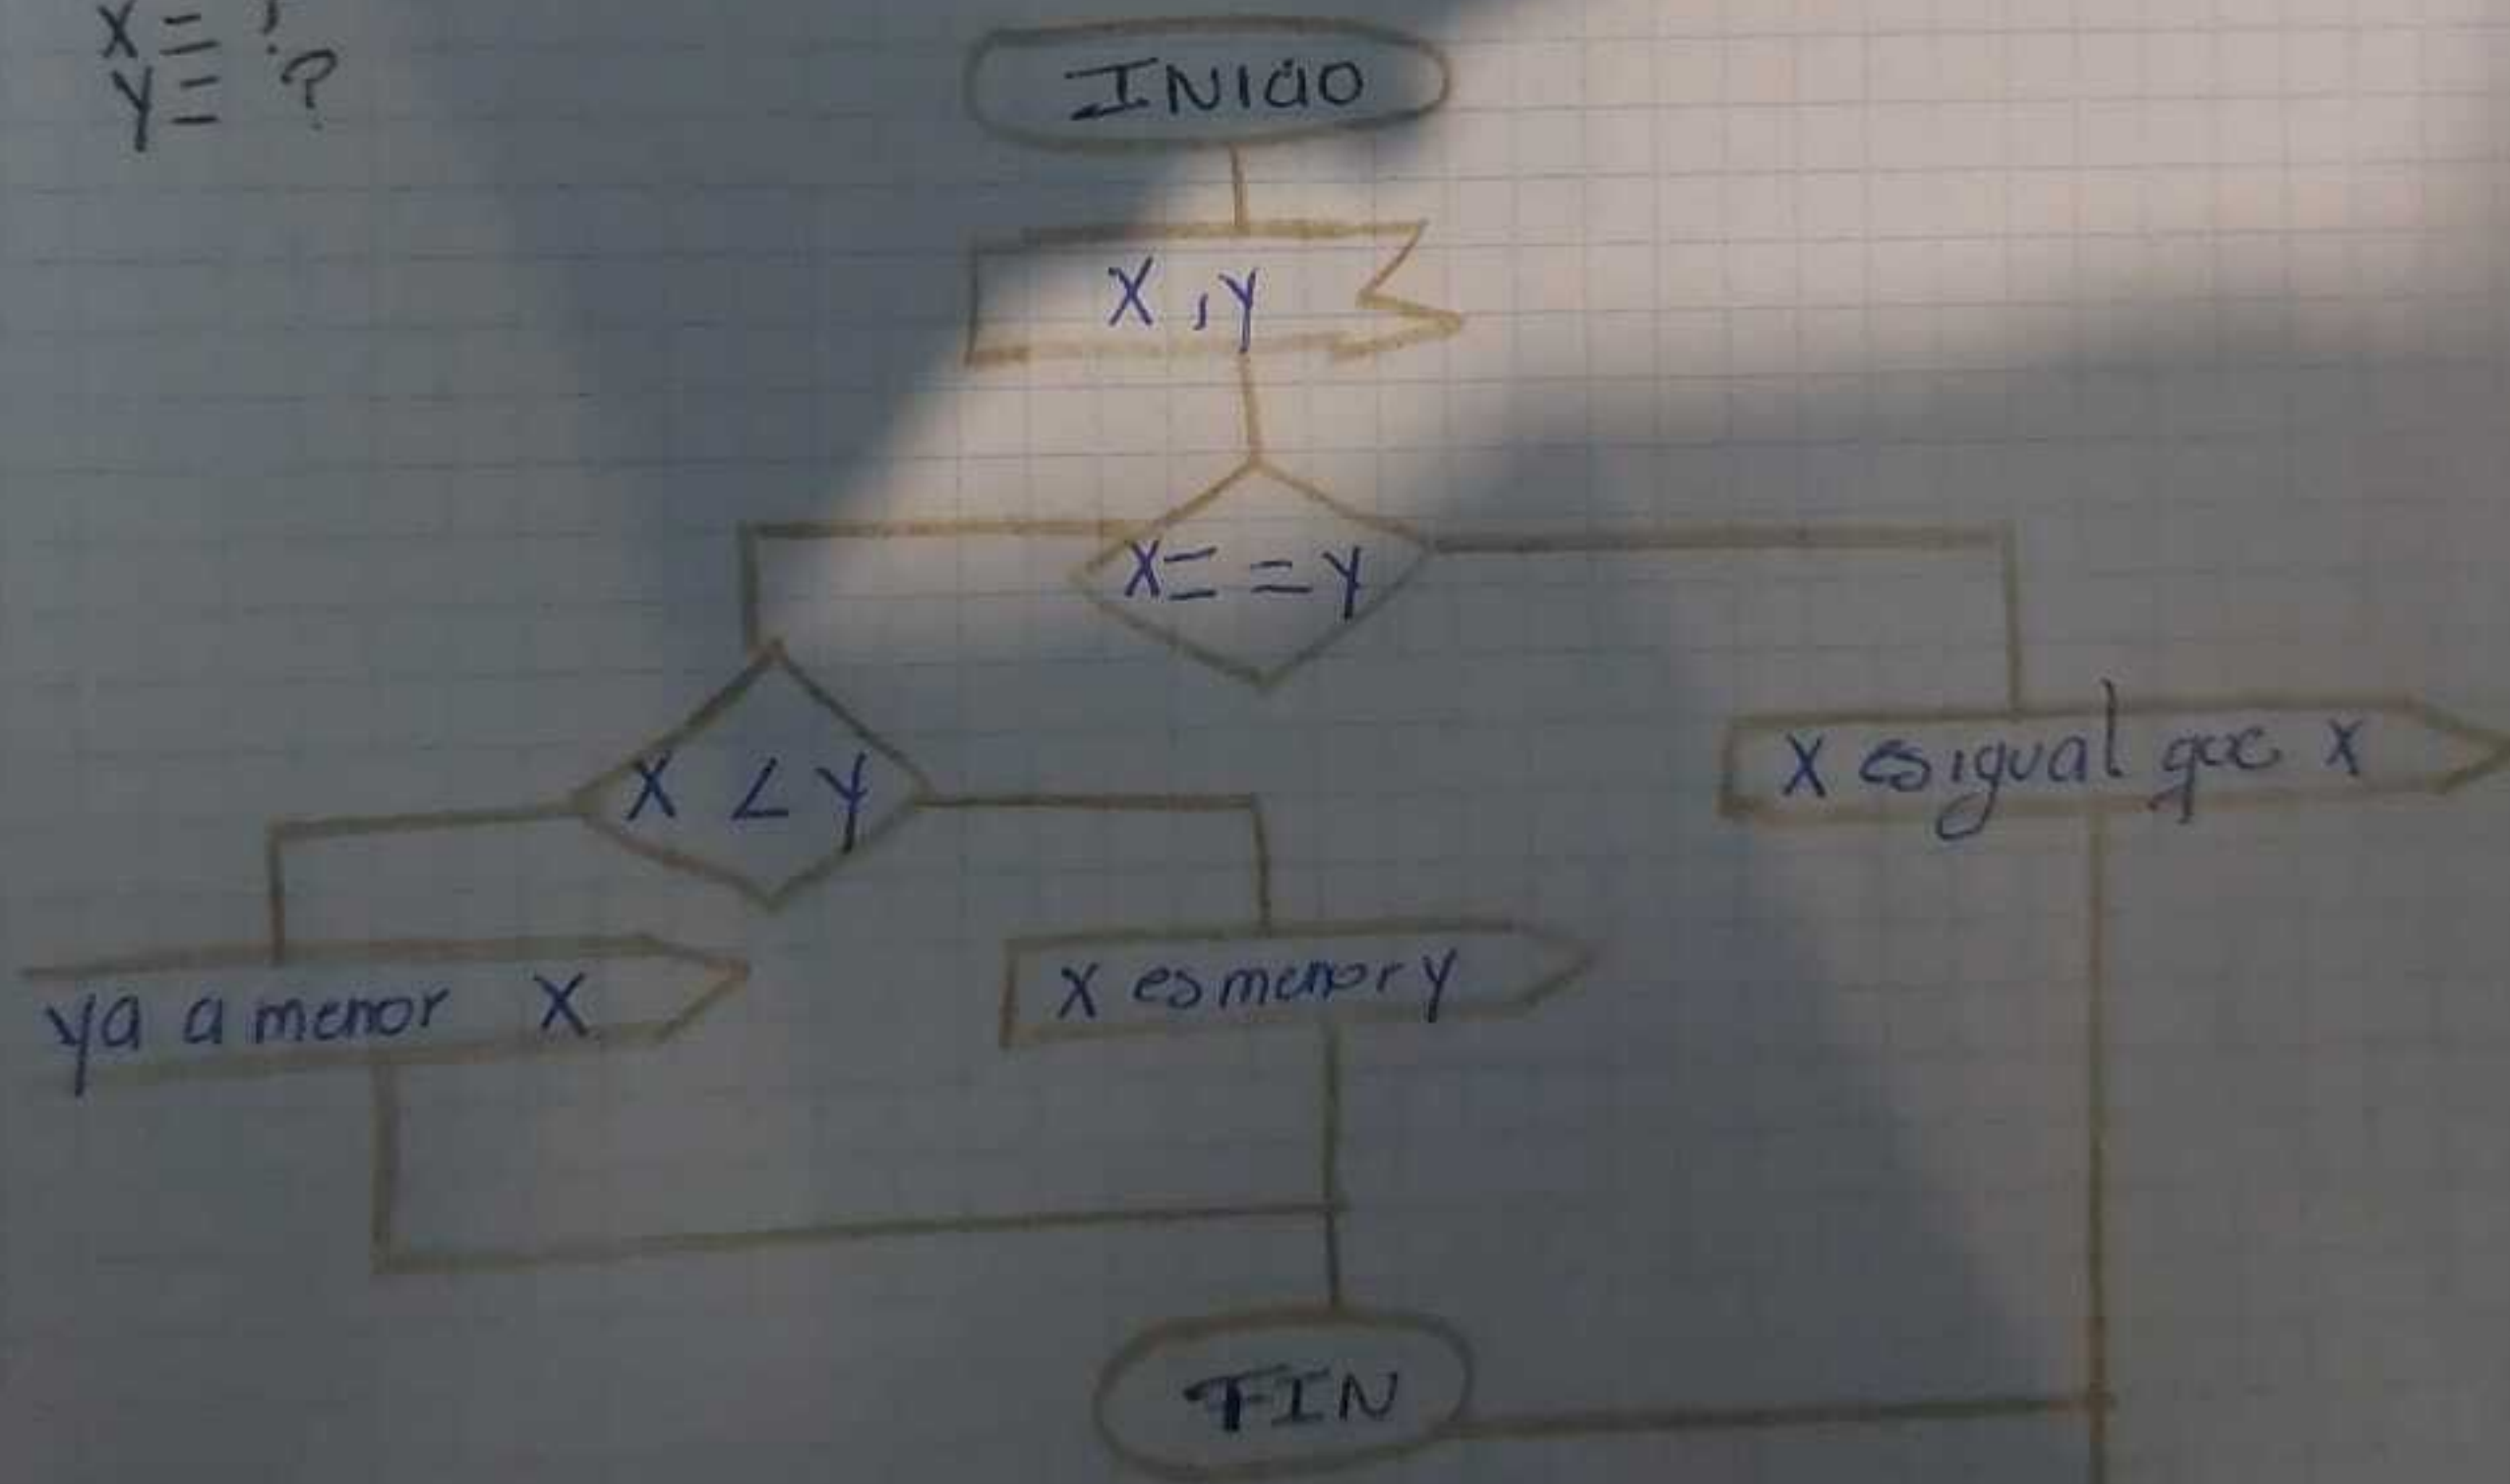 X =
Y = ?
INICIO
X , Y
X = = Y
X < Y
X es igual que X
ya a menor X
X es menor Y
FIN